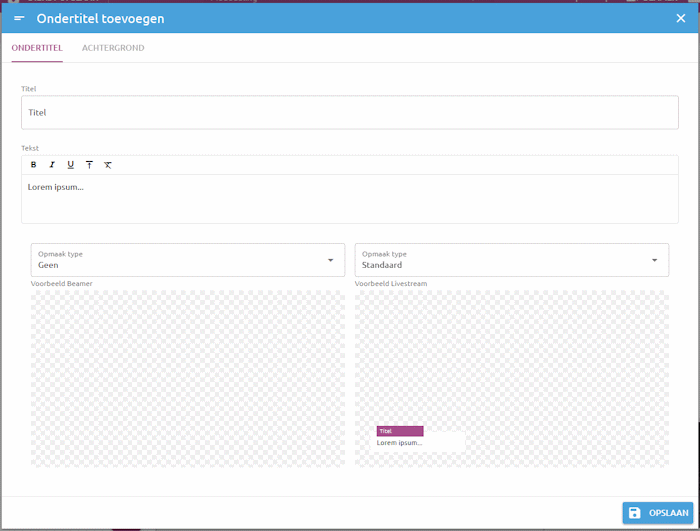 Ondertitel toevoegen
ONDERTITEL
ACHTERGROND
Titel
Titel
Tekst
B I U
Lorem ipsum...
Opmaak type
Geen
Opmaak type
Standaard
Voorbeeld Beamer
Voorbeeld Livestream
Titel
Lorem ipsum...
OPSLAAN